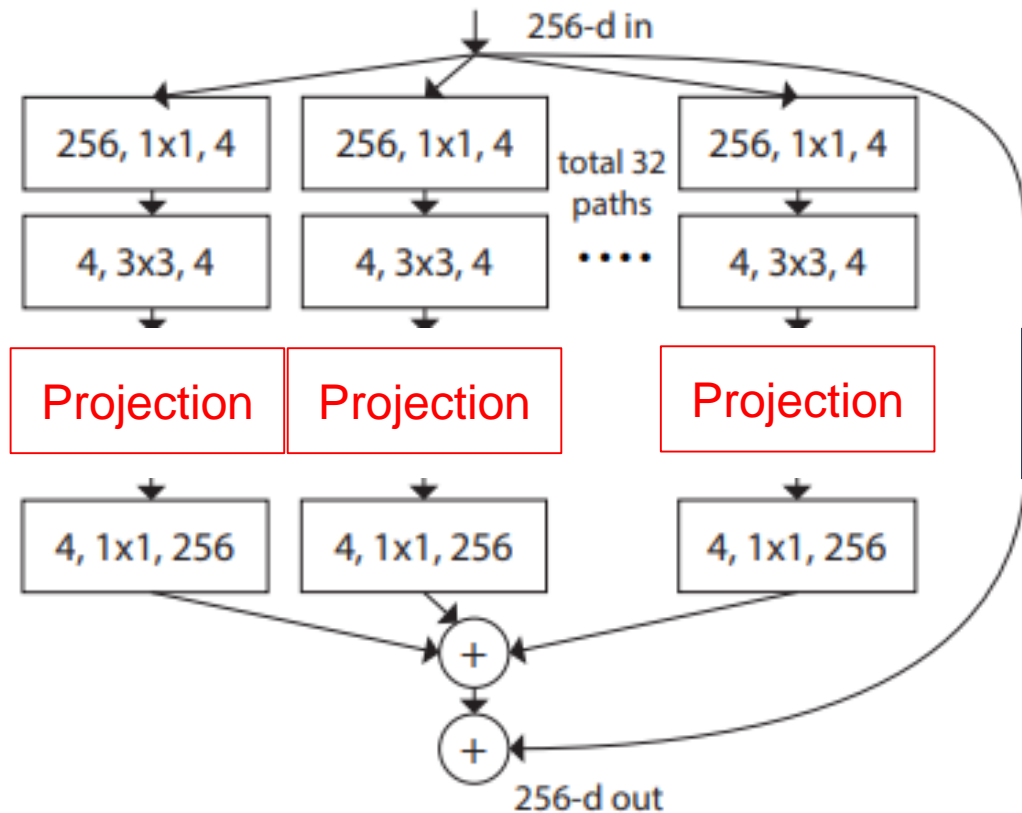 256-d in
256, 1x1, 4
256, 1x1, 4
total 32
paths
256, 1x1, 4
4, 3x3, 4
4, 3x3, 4
....
4, 3x3, 4
Projection
Projection
Projection
4, 1x1, 256
4, 1x1, 256
4, 1x1, 256
+
+
256-d out